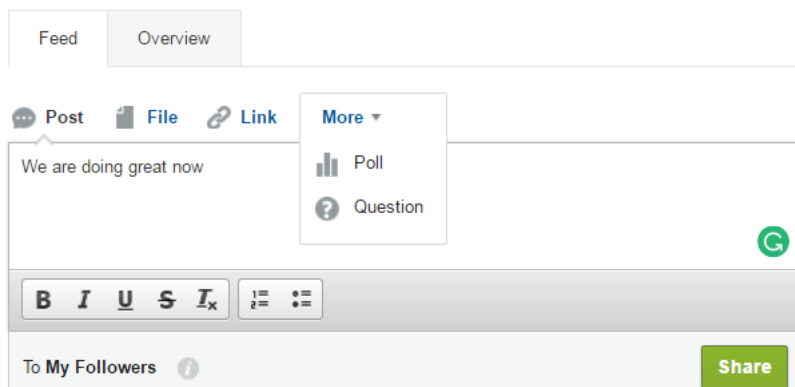 Feed Overview
Post File Link More
We are doing great now
Poll
Question
B I U S Tx
To My Followers
Share